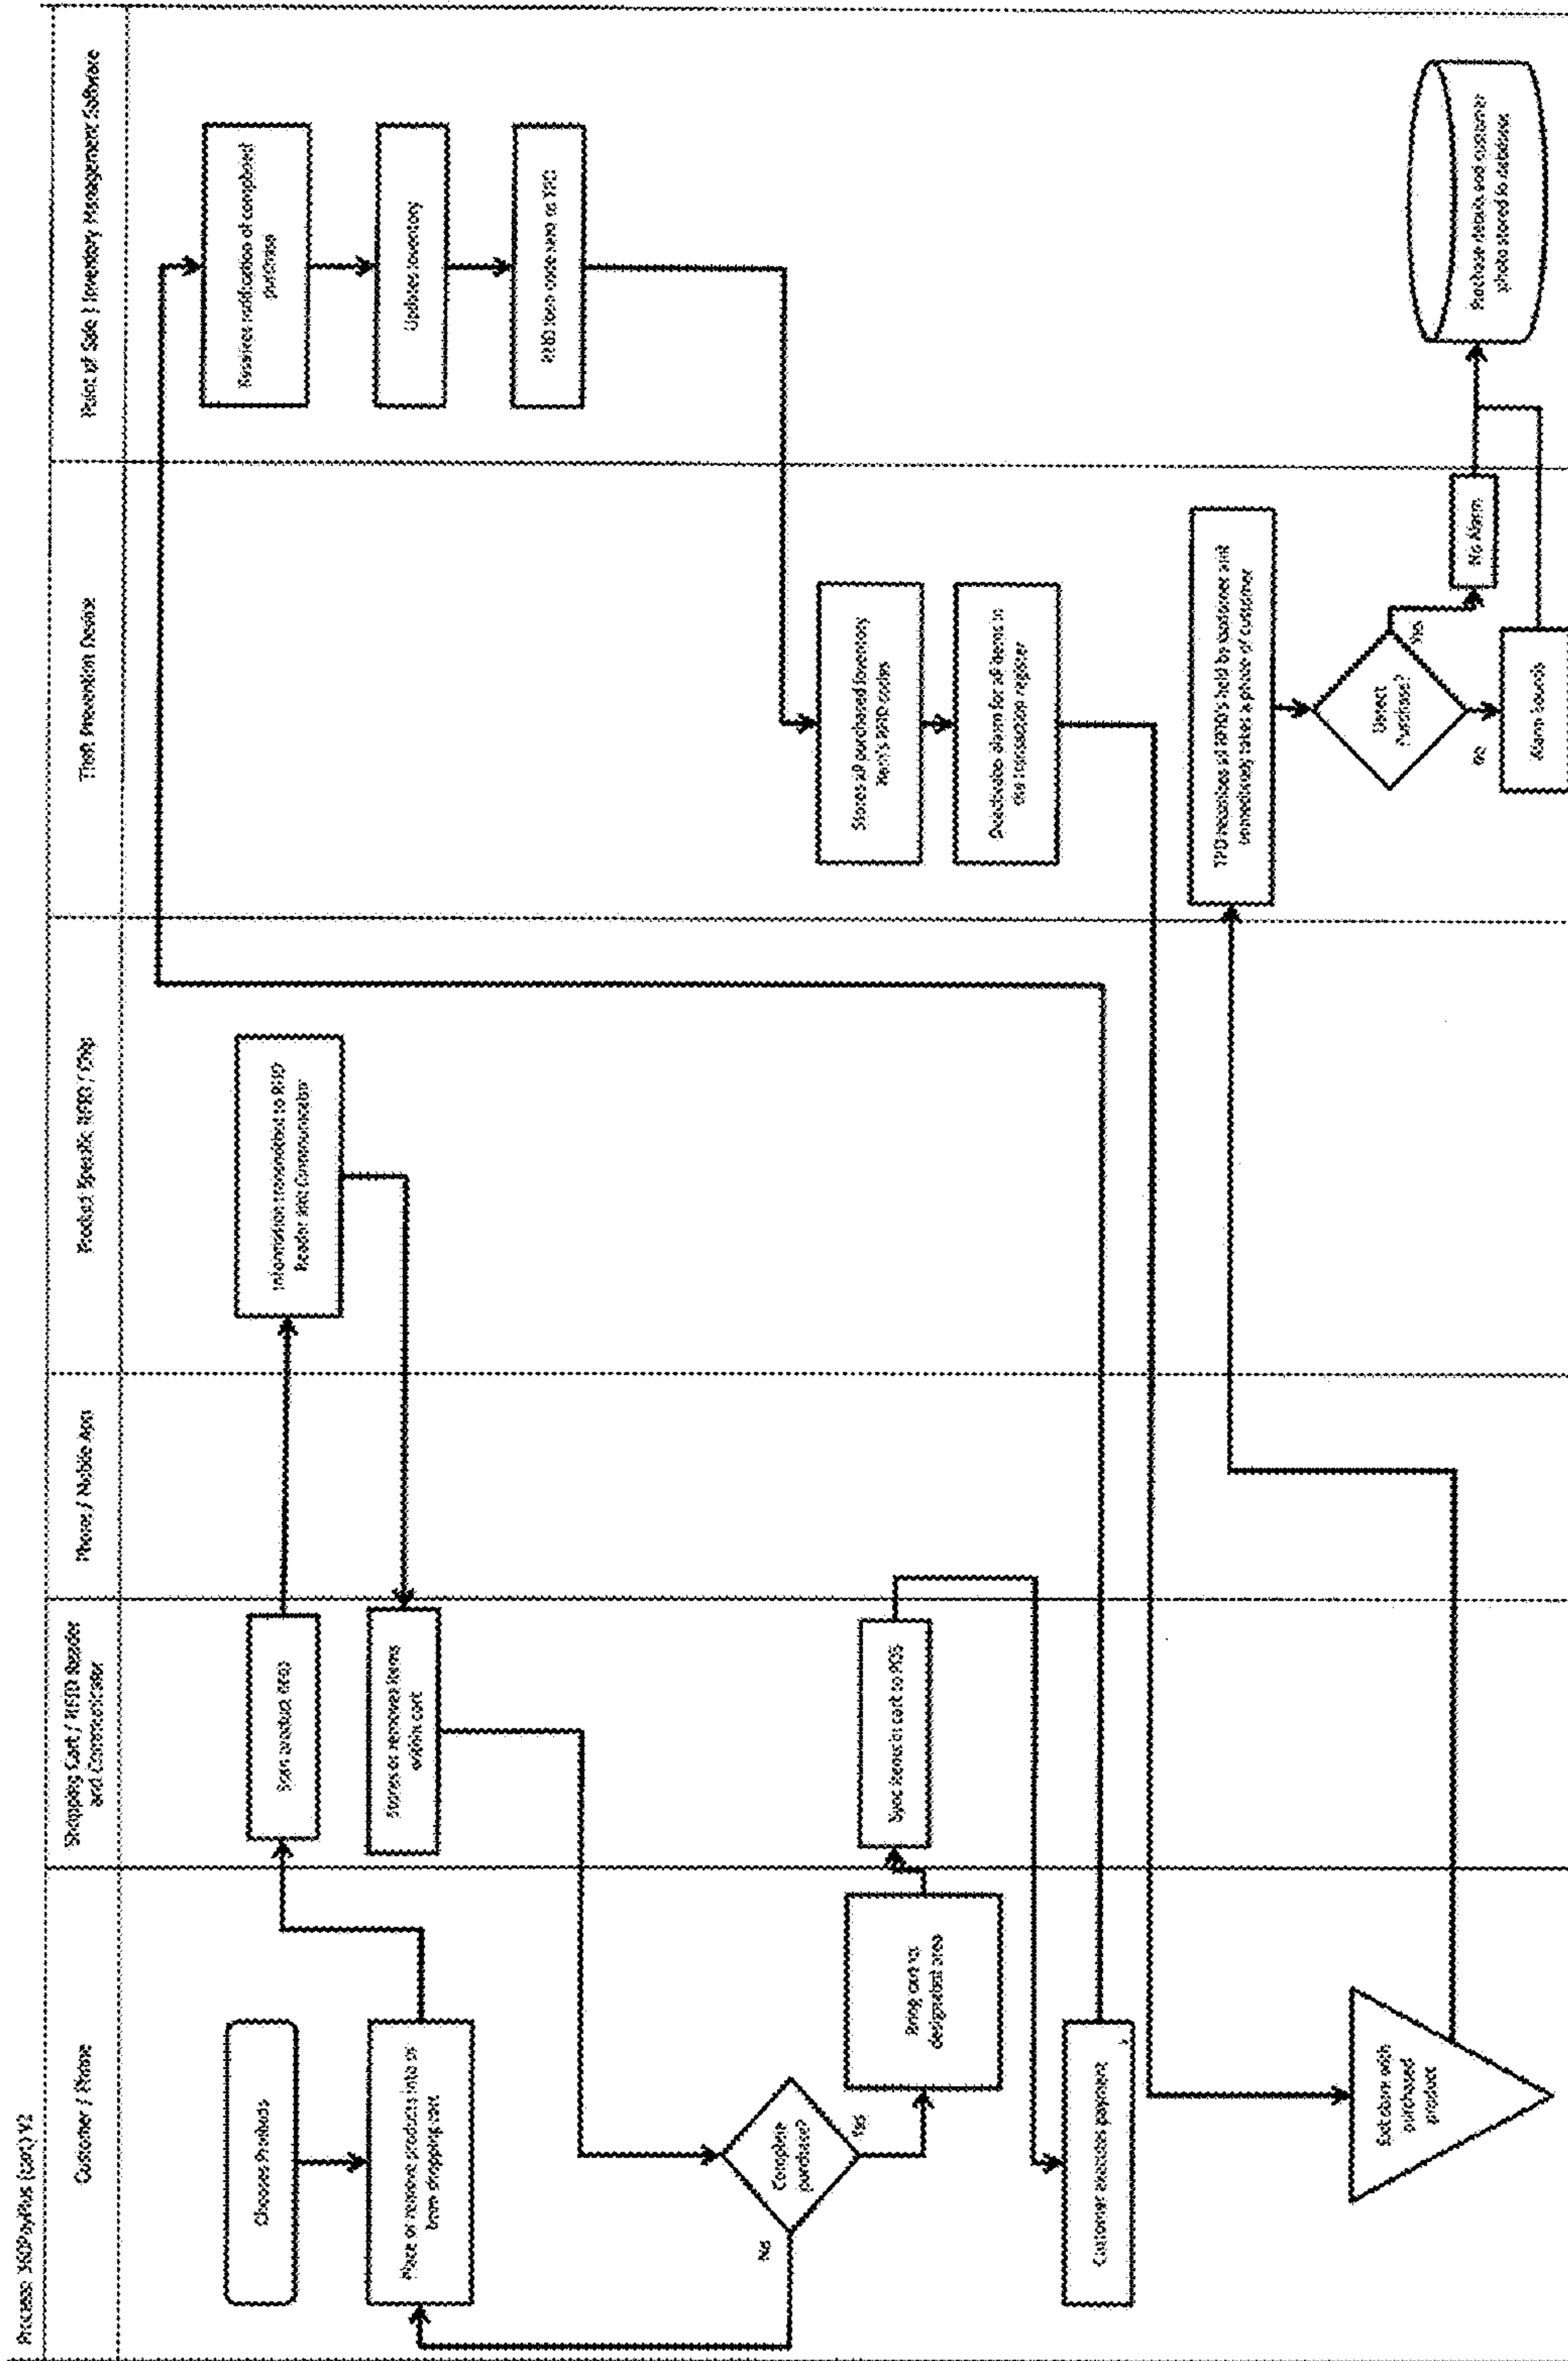 Process: 360PayPlus (cart) V2
Customer / Phone
Shopping Cart / RFID Reader
and Communicator
Phone / Mobile App
Product Specific RFID / Chip
Theft Prevention Device
Point of Sale / Inventory Management Software
Chooses Products
Place or remove products into or
from shopping cart
Scan product
Information transmitted to RFID
Reader and Communicator
Stores or removes items
within cart
Complete
purchase?
No
Yes
Bring cart to
designated area
Sync items in cart to POS
Customer executes payment
Receives notification of completed
purchase
Updates Inventory
RFID item code sent to TPD
Stores all purchased inventory
item's RFID codes
Deactivates alarm for all items in
the transaction register
Exit store with
purchased
product
TPD recognizes all RFID's held by customer and
takes a photo of customer
Detect
Purchase?
Yes
no
No Alarm
Alarm Sounds
Purchase details and customer
photo stored to database